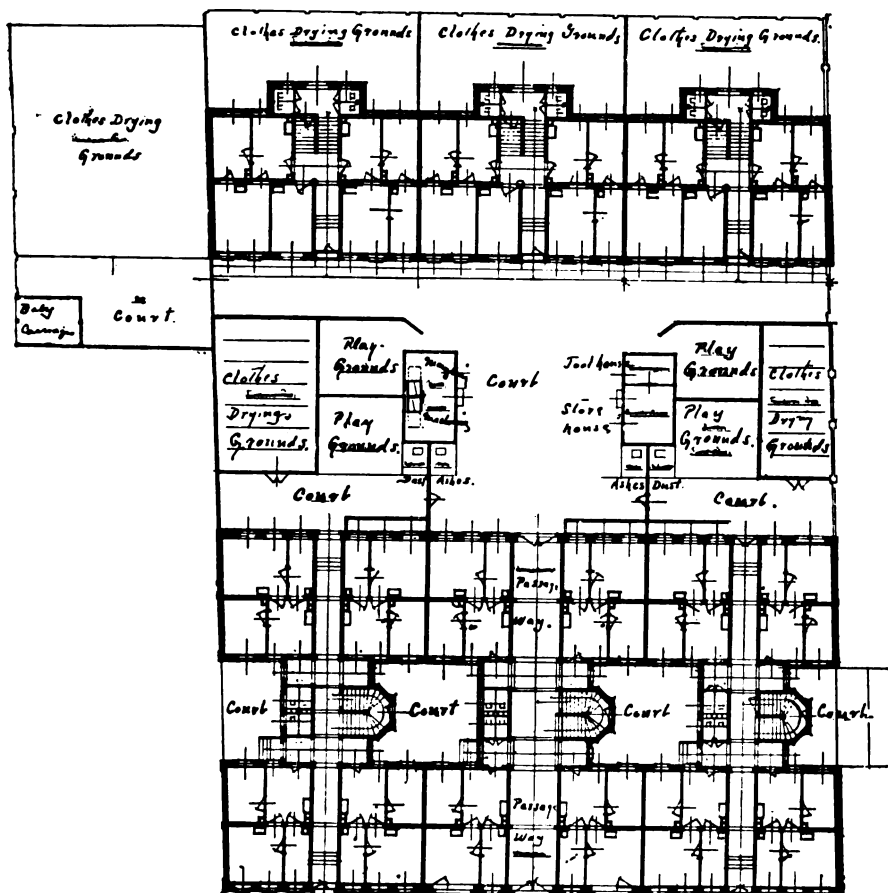 Clothes Drying Grounds
Clothes Drying Grounds
Clothes Drying Grounds.
Clothes Drying
Grounds
Baby
Court.
Play-
Grounds
Play
Grounds.
Clothes
Drying
Grounds.
Court
Tool house
Store
house
Play
Grounds
Play
Grounds.
Clothes
Drying
Grounds
Dust Ashes.
Ashes Dust.
Court
Court.
Passage
Way.
Court
Court
Court
Court.
Passage
Way